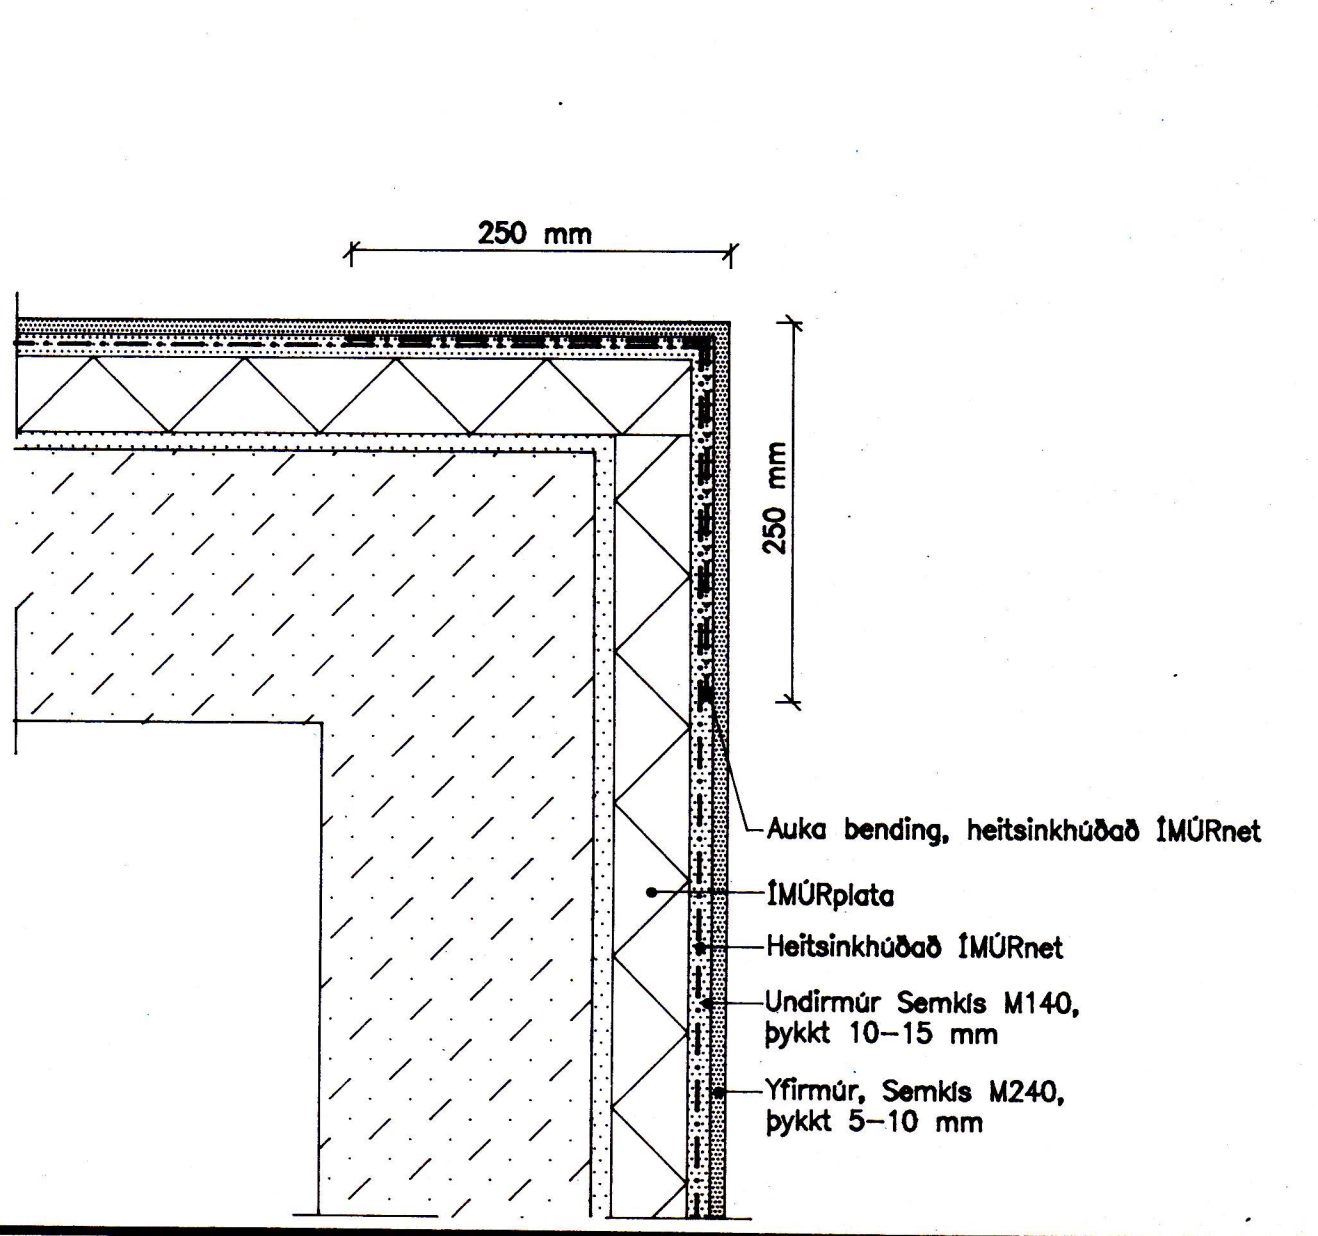 250 mm
250 mm
Auka bending, heitsinkhúðað ÍMÚRnet
ÍMÚRplata
Heitsinkhúðað ÍMÚRnet
Undirmúr Semkís M140,
þykkt 10–15 mm
Yfirmúr, Semkís M240,
þykkt 5–10 mm